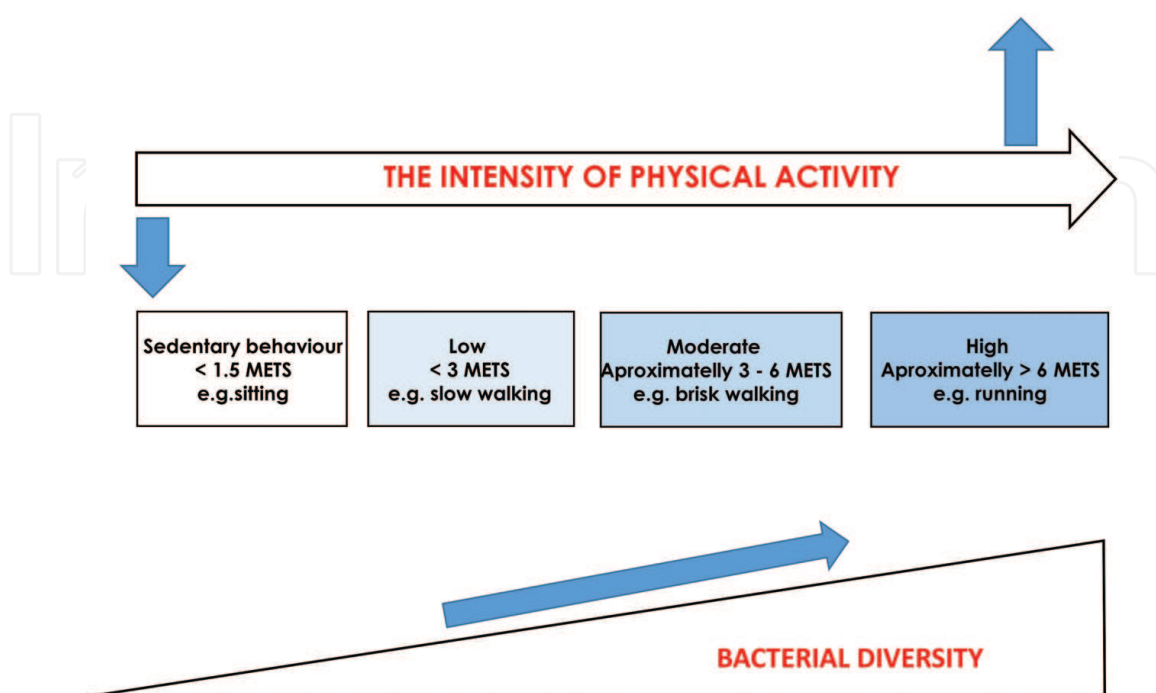 THE INTENSITY OF PHYSICAL ACTIVITY
Sedentary behaviour
< 1.5 METS
e.g.sitting
Low
< 3 METS
e.g. slow walking
Moderate
Aproximatelly 3 - 6 METS
e.g. brisk walking
High
Aproximatelly > 6 METS
e.g. running
BACTERIAL DIVERSITY